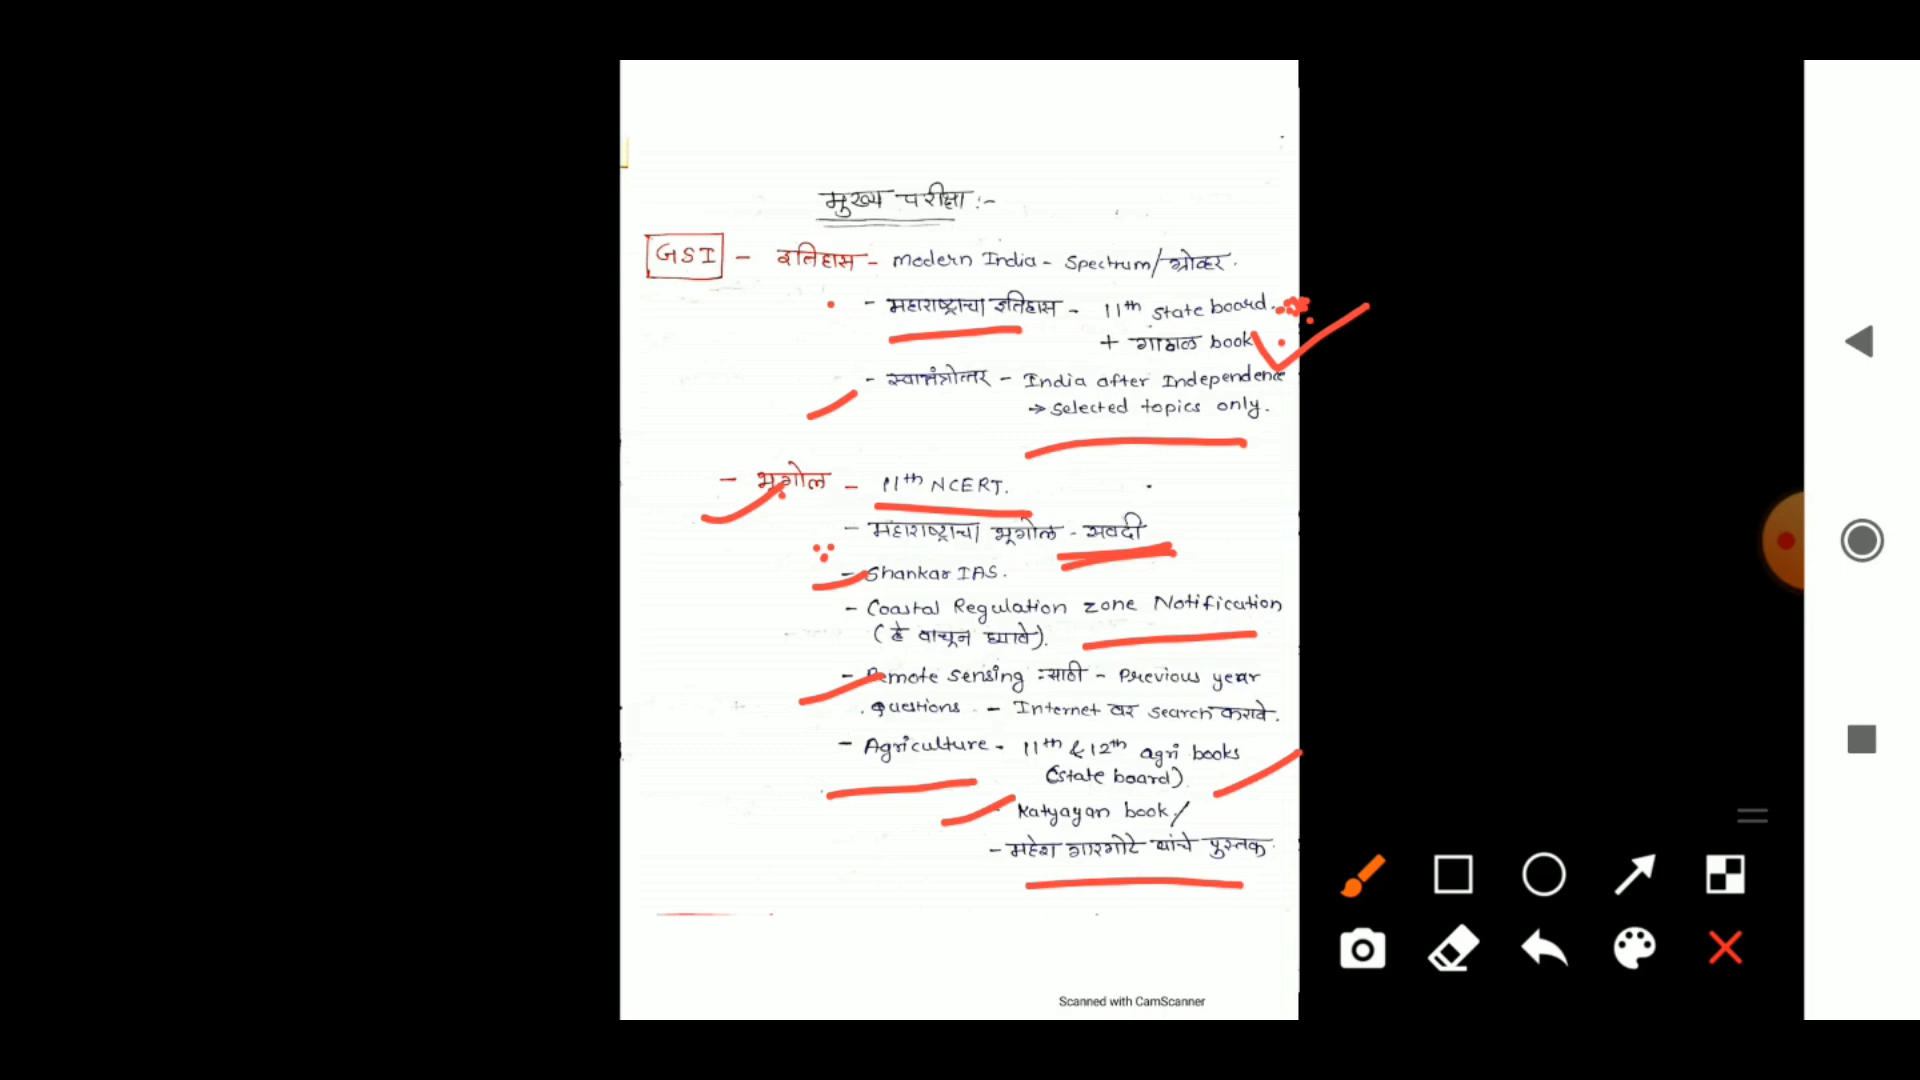 मुख्य परीक्षा :-
GSI - इतिहास - Modern India - Spectrum/ग्रोव्हर.
- महाराष्ट्राचा इतिहास - 11th state board.
+ गाठाळ book
- स्वातंत्रोत्तर - India after Independence
→ selected topics only.
- भूगोल - 11th NCERT.
- महाराष्ट्राचा भूगोल - सवदी
- Shankar IAS.
- Coastal Regulation zone Notification
(हे वाचून घ्यावे).
- Remote sensing साठी - Previous year
questions - Internet वर search करावे.
- Agriculture - 11th & 12th agri books
(state board)
- Katyayan book /
- महेश गारगोटे यांचे पुस्तक.
Scanned with CamScanner